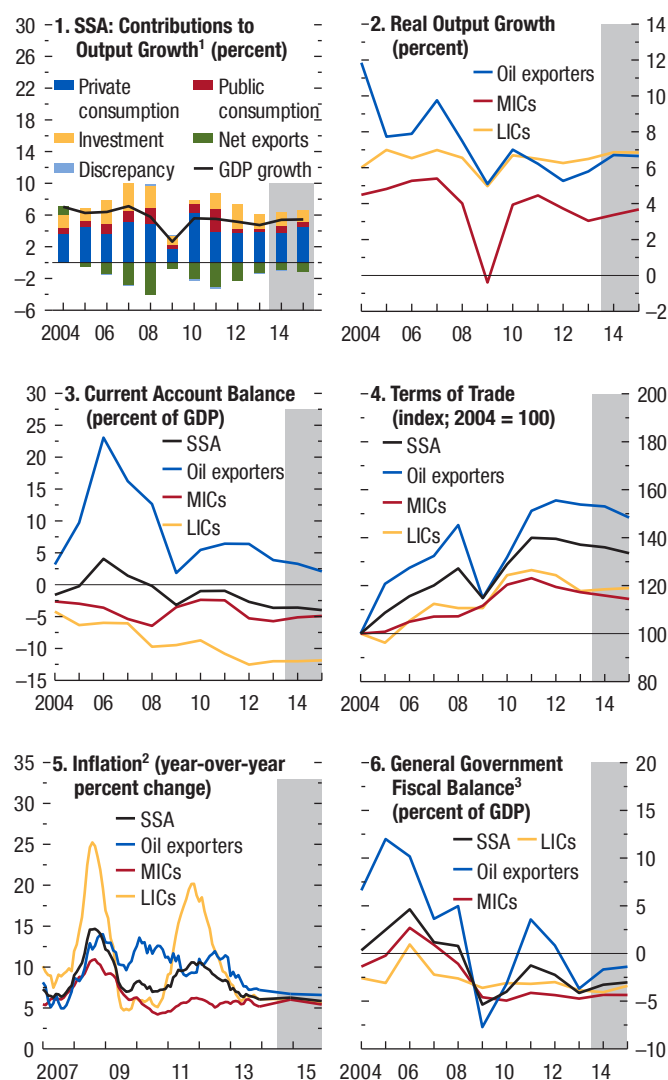 1. SSA: Contributions to
Output Growth¹ (percent)
Private consumption
Public consumption
Investment
Net exports
Discrepancy
GDP growth
30
26
22
18
14
10
6
2
–2
–6
2004 06 08 10 12 14
2. Real Output Growth
(percent)
Oil exporters
MICs
LICs
14
12
10
8
6
4
2
0
–2
2004 06 08 10 12 14
3. Current Account Balance
(percent of GDP)
SSA
Oil exporters
MICs
LICs
30
25
20
15
10
5
0
–5
–10
–15
2004 06 08 10 12 14
4. Terms of Trade
(index; 2004 = 100)
SSA
Oil exporters
MICs
LICs
200
180
160
140
120
100
80
2004 06 08 10 12 14
5. Inflation² (year-over-year
percent change)
SSA
Oil exporters
MICs
LICs
35
30
25
20
15
10
5
0
2007 09 11 13 15
6. General Government
Fiscal Balance³
(percent of GDP)
SSA LICs
Oil exporters
MICs
20
15
10
5
0
–5
–10
2004 06 08 10 12 14